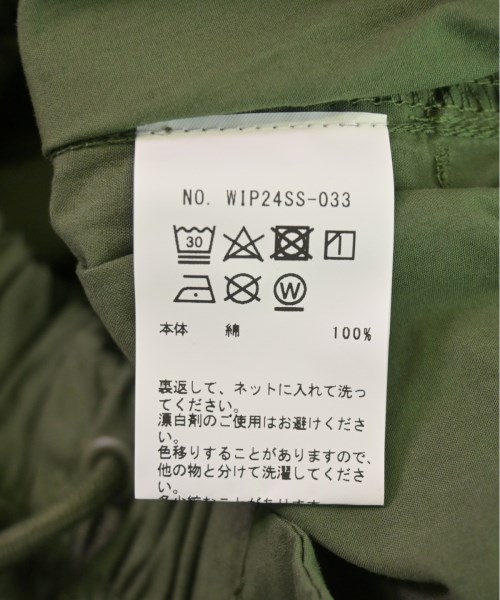 NO. WIP24SS-033
30
W
本体 綿 100%
裏返して、ネットに入れて洗っ
てください。
漂白剤のご使用はお避けくださ
い。
色移りすることがありますので、
他の物と分けて洗濯してくださ
い。